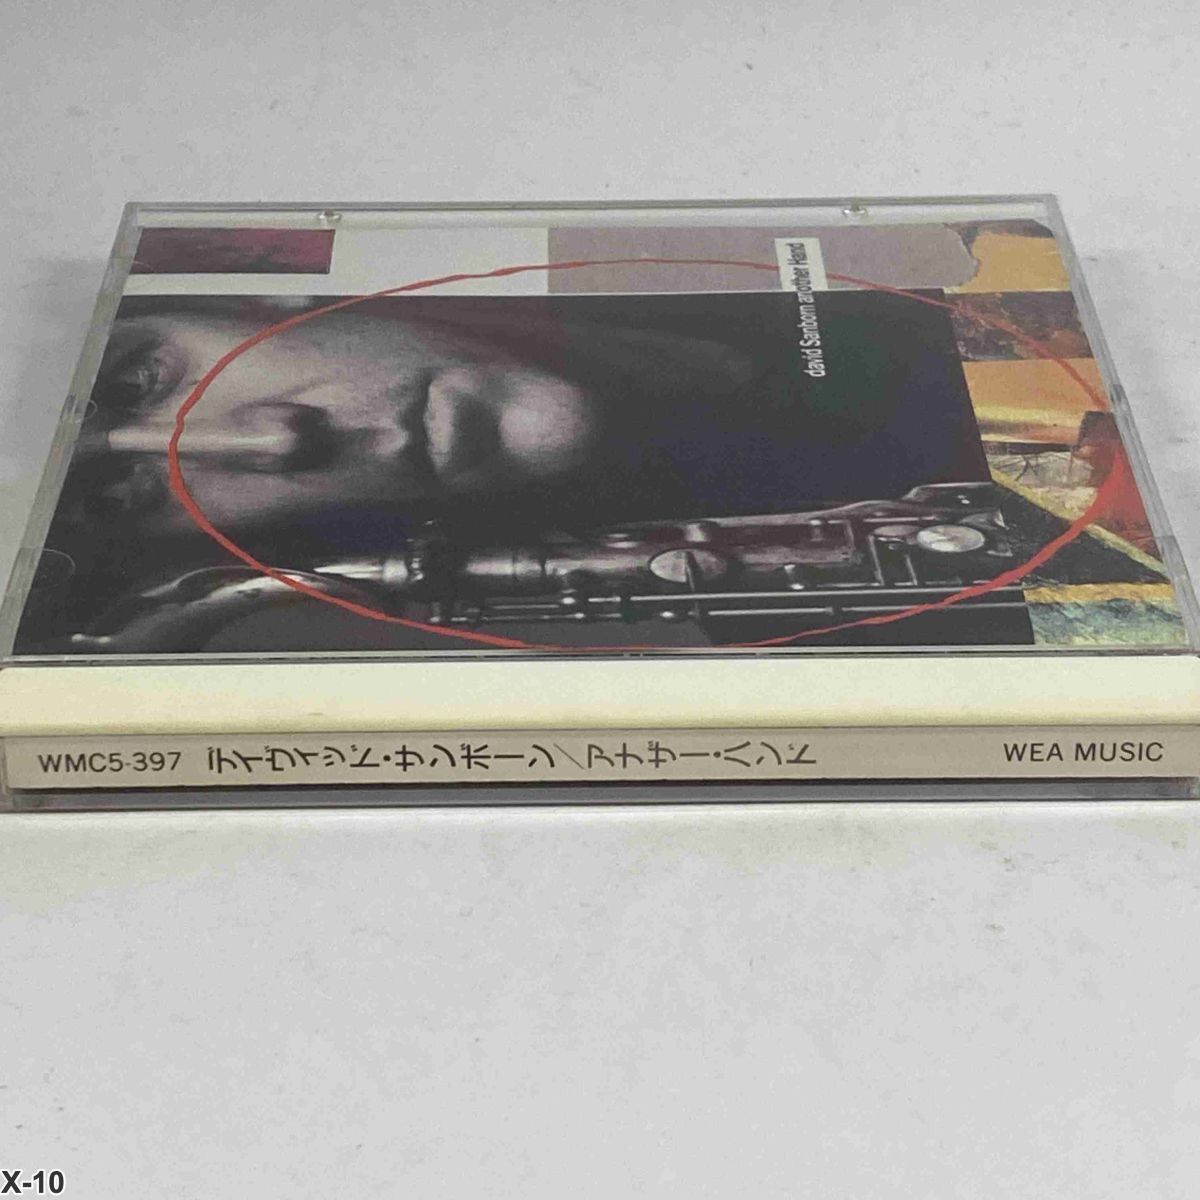 david Sanborn another Hand
WMC5-397 デイヴィッド・サンボーン/アナザー・ハンド WEA MUSIC
X-10